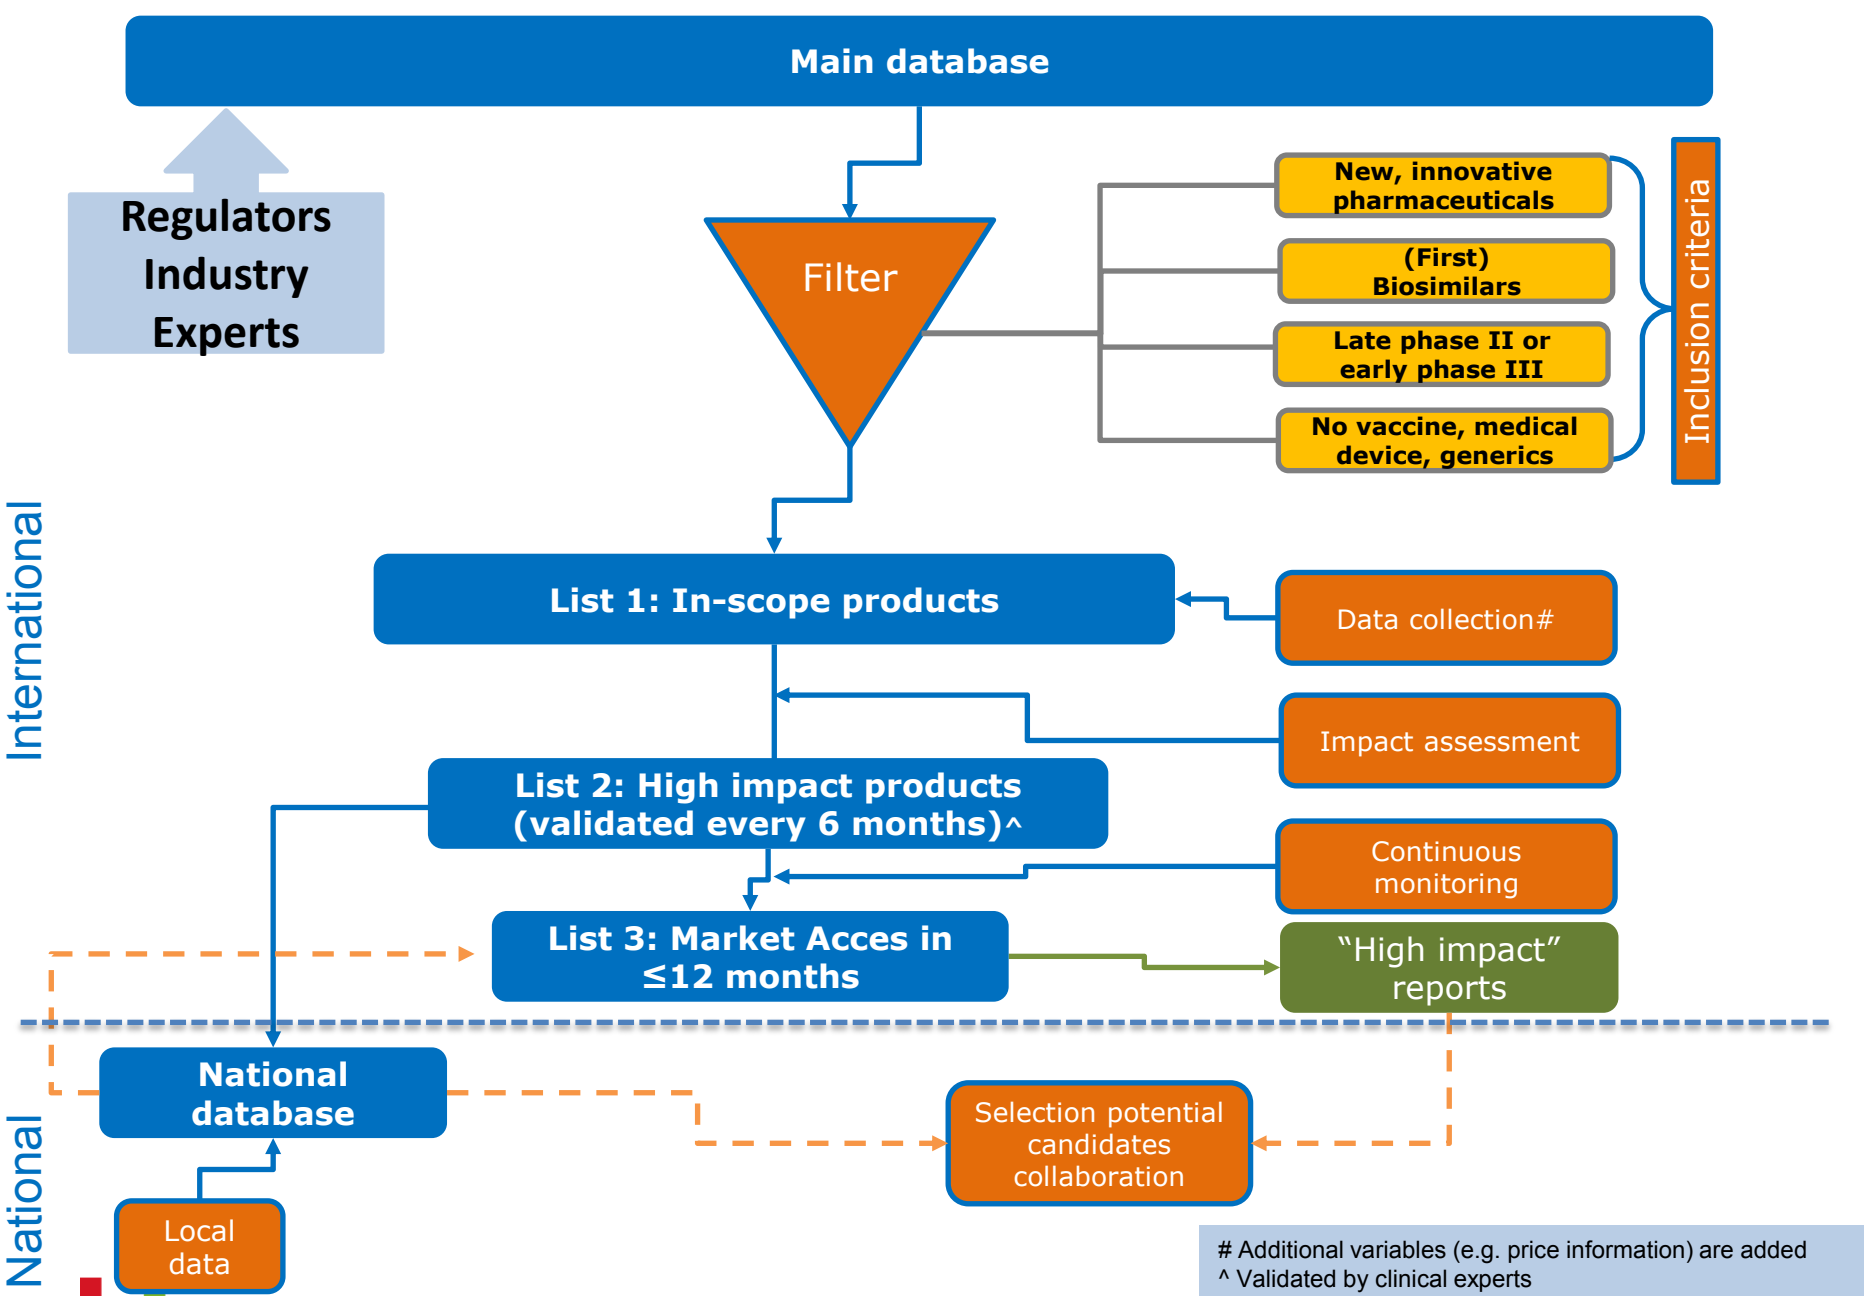 Main database
Regulators
Industry
Experts
Filter
New, innovative
pharmaceuticals
(First)
Biosimilars
Late phase II or
early phase III
No vaccine, medical
device, generics
Inclusion criteria
International
List 1: In-scope products
Data collection#
Impact assessment
List 2: High impact products
(validated every 6 months)^
Continuous
monitoring
List 3: Market Acces in
≤12 months
“High impact”
reports
National
National
database
Selection potential
candidates
collaboration
Local
data
# Additional variables (e.g. price information) are added
^ Validated by clinical experts